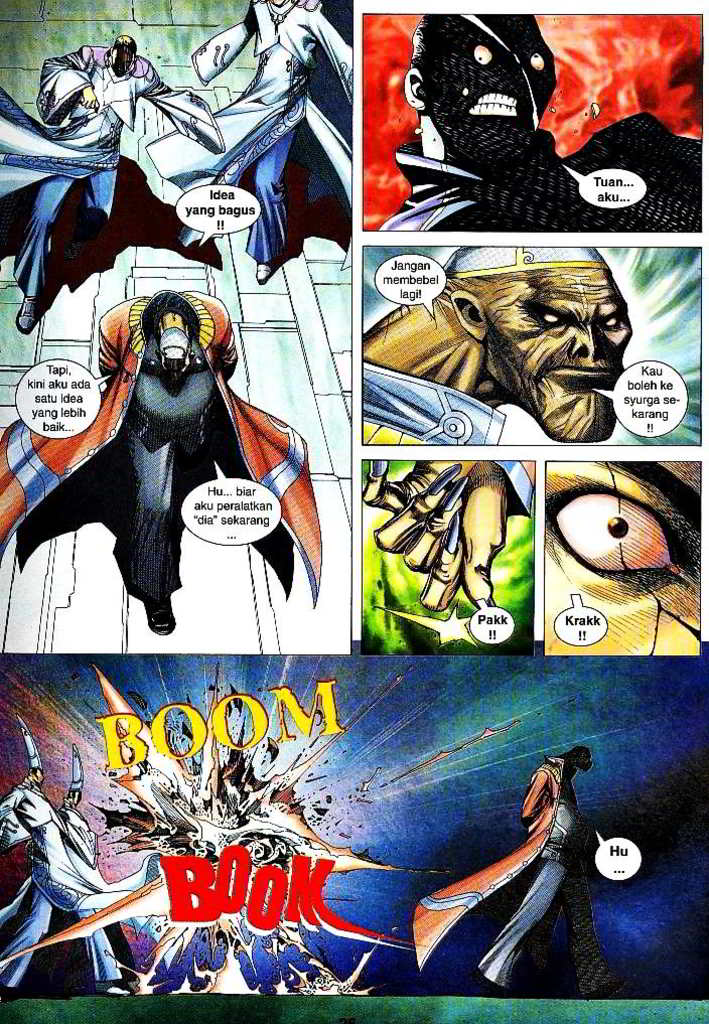 Idea
yang bagus
!!
Tapi,
kini aku ada
satu idea
yang lebih
baik...
Hu... biar
aku peralatkan
“dia” sekarang
...
Tuan...
aku...
Jangan
membebel
lagi!
Kau
boleh ke
syurga se-
karang
!!
Pakk
!!
Krakk
!!
BOOM
BOOM
Hu
...